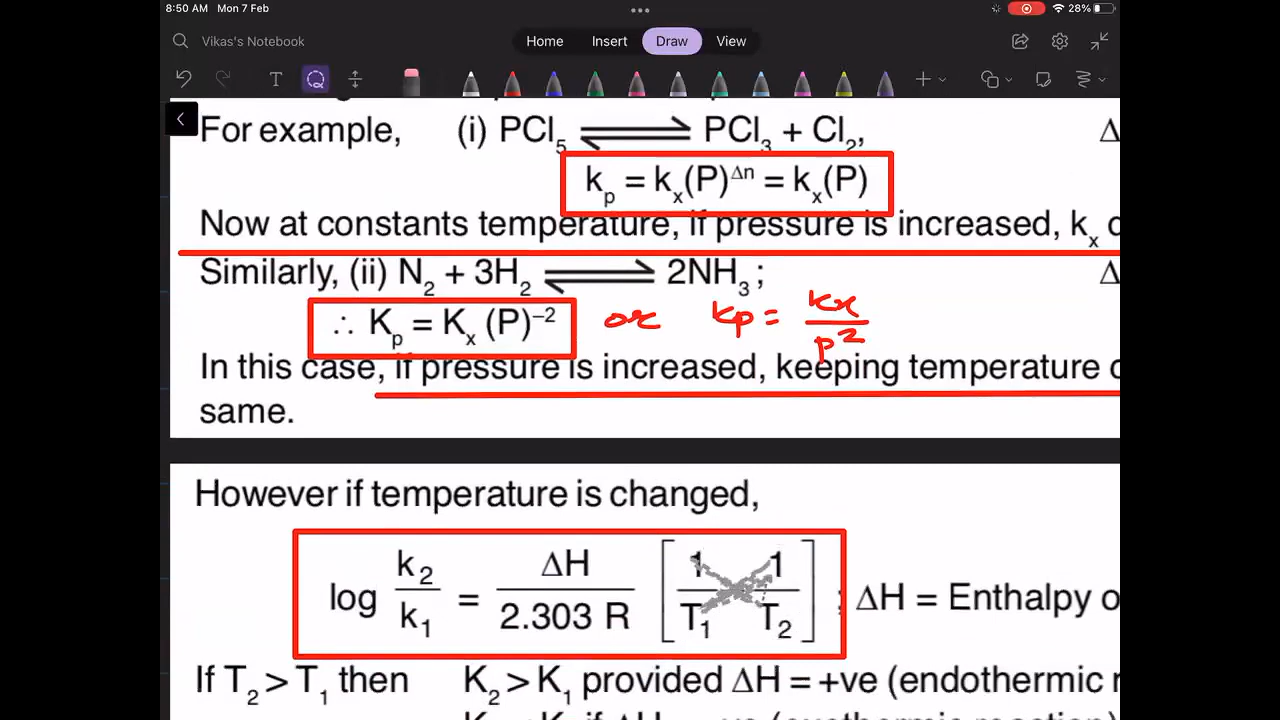 8:50 AM Mon 7 Feb
28%
Vikas's Notebook
Home Insert Draw View
For example, (i) PCl₅ ⇌ PCl₃ + Cl₂, Δ
kₚ = kₓ(P)^Δn = kₓ(P)
Now at constants temperature, if pressure is increased, kₓ
Similarly, (ii) N₂ + 3H₂ ⇌ 2NH₃ ; Δ
∴ Kₚ = Kₓ (P)⁻² or kp = kx/p²
In this case, if pressure is increased, keeping temperature
same.
However if temperature is changed,
log k₂/k₁ = ΔH/2.303 R [1/T₁ 1/T₂] ; ΔH = Enthalpy o
If T₂ > T₁ then K₂ > K₁ provided ΔH = +ve (endothermic